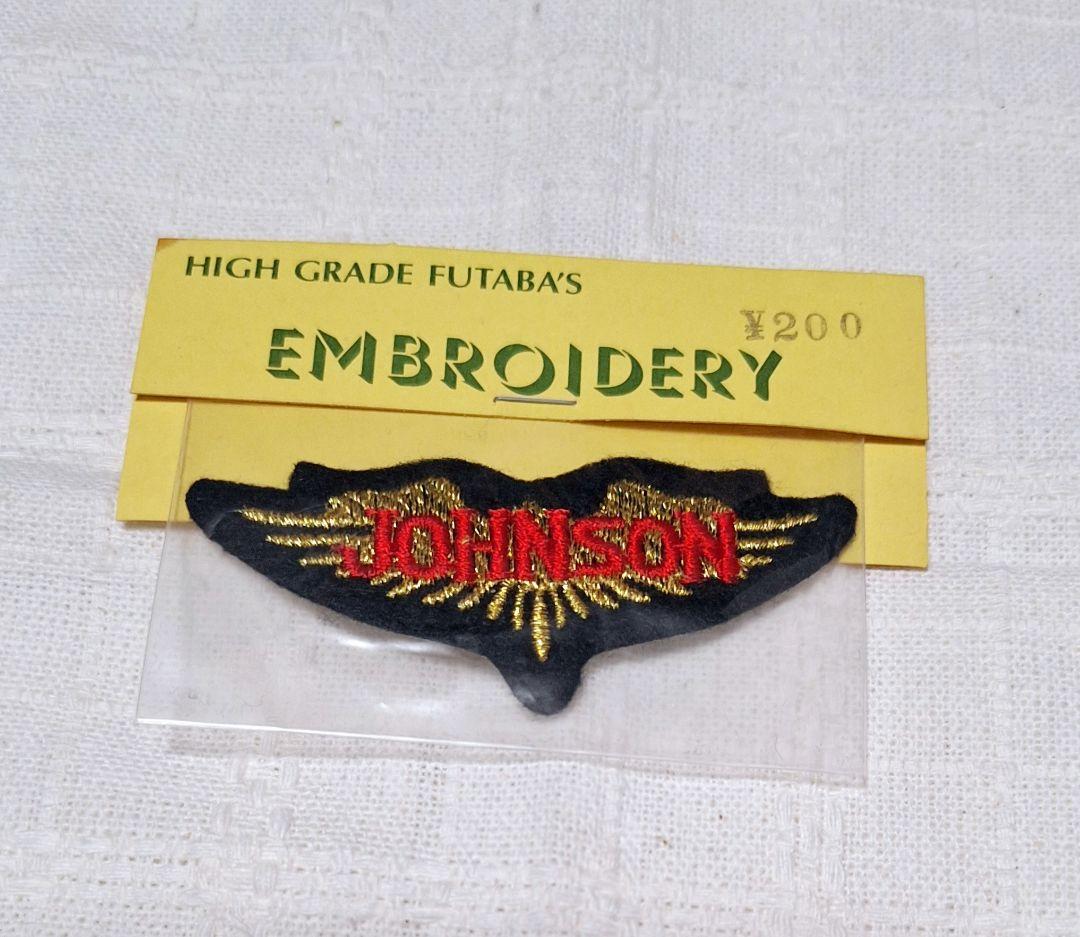 HIGH GRADE FUTABA'S
¥200
EMBROIDERY
JOHNSON